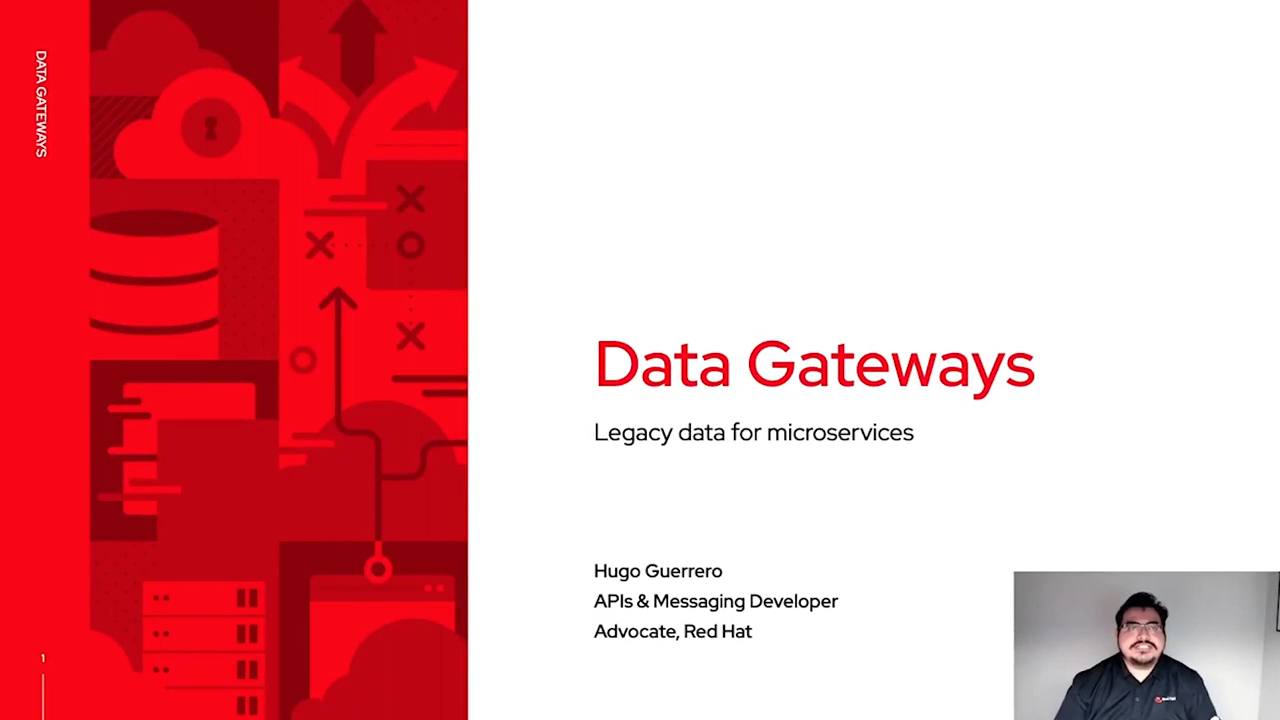 DATA GATEWAYS
Data Gateways
Legacy data for microservices
Hugo Guerrero
APIs & Messaging Developer
Advocate, Red Hat
1